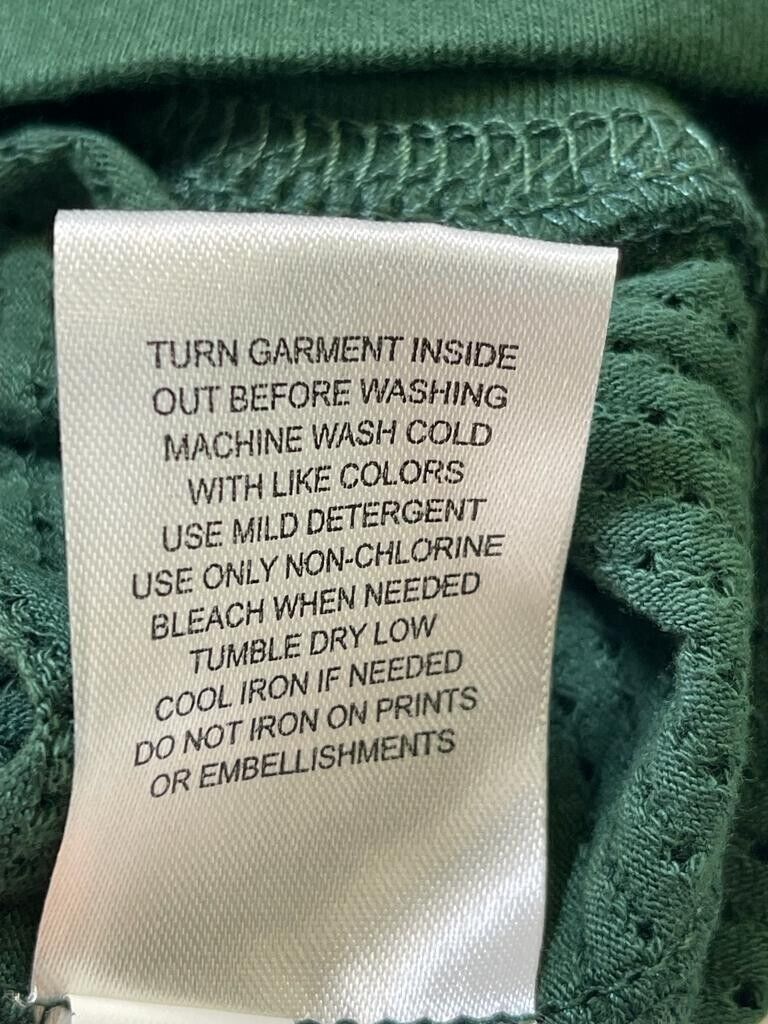 TURN GARMENT INSIDE
OUT BEFORE WASHING
MACHINE WASH COLD
WITH LIKE COLORS
USE MILD DETERGENT
USE ONLY NON-CHLORINE
BLEACH WHEN NEEDED
TUMBLE DRY LOW
COOL IRON IF NEEDED
DO NOT IRON ON PRINTS
OR EMBELLISHMENTS